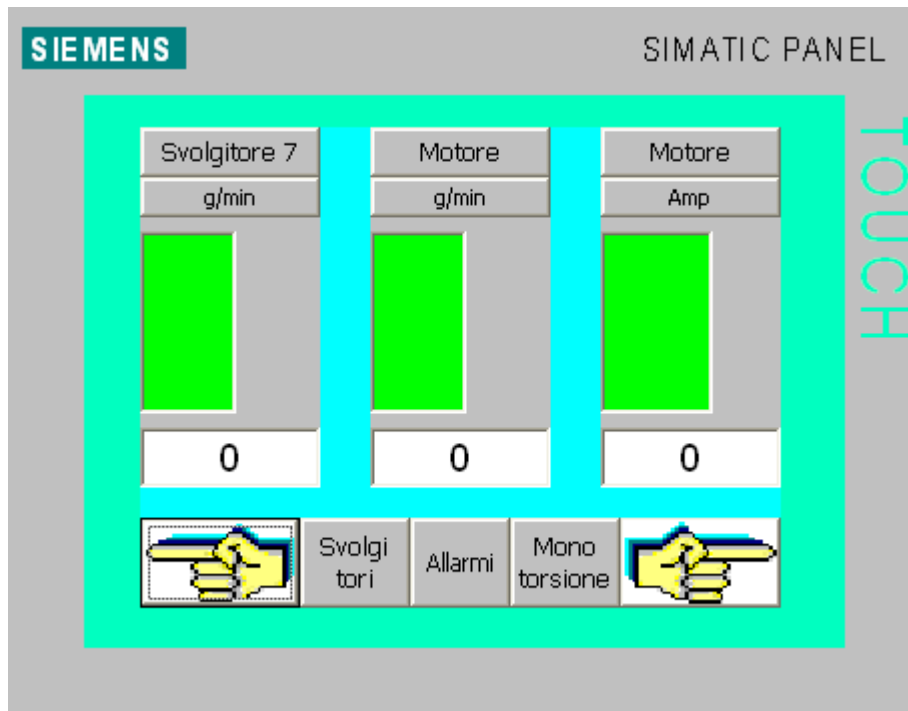 SIEMENS
SIMATIC PANEL
TOUCH
Svolgitore 7
Motore
Motore
g/min
g/min
Amp
0
0
0
Svolgi
tori
Allarmi
Mono
torsione